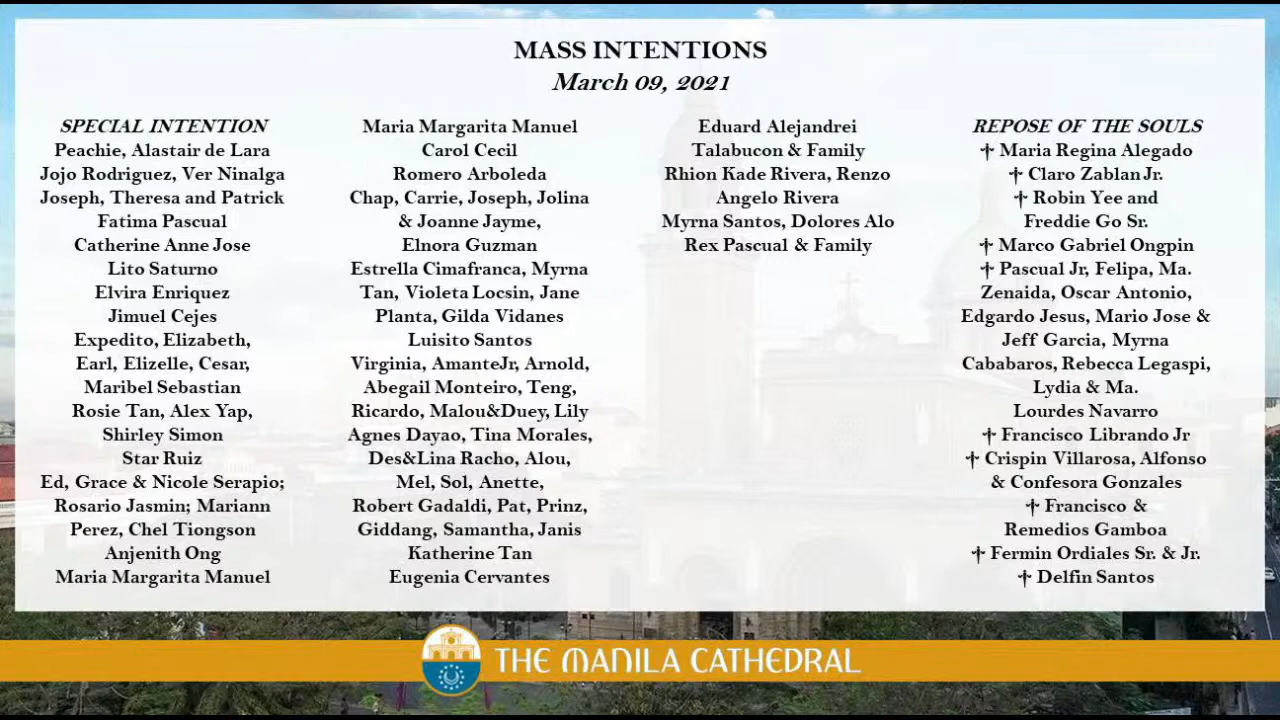 MASS INTENTIONS
March 09, 2021
SPECIAL INTENTION
Peachie, Alastair de Lara
Jojo Rodriguez, Ver Ninalga
Joseph, Theresa and Patrick
Fatima Pascual
Catherine Anne Jose
Lito Saturno
Elvira Enriquez
Jimuel Cejes
Expedito, Elizabeth,
Earl, Elizelle, Cesar,
Maribel Sebastian
Rosie Tan, Alex Yap,
Shirley Simon
Star Ruiz
Ed, Grace & Nicole Serapio;
Rosario Jasmin; Mariann
Perez, Chel Tiongson
Anjenith Ong
Maria Margarita Manuel
Maria Margarita Manuel
Carol Cecil
Romero Arboleda
Chap, Carrie, Joseph, Jolina
& Joanne Jayme,
Elnora Guzman
Estrella Cimafranca, Myrna
Tan, Violeta Locsin, Jane
Planta, Gilda Vidanes
Luisito Santos
Virginia, AmanteJr, Arnold,
Abegail Monteiro, Teng,
Ricardo, Malou&Duey, Lily
Agnes Dayao, Tina Morales,
Des&Lina Racho, Alou,
Mel, Sol, Anette,
Robert Gadaldi, Pat, Prinz,
Giddang, Samantha, Janis
Katherine Tan
Eugenia Cervantes
Eduard Alejandrei
Talabucon & Family
Rhion Kade Rivera, Renzo
Angelo Rivera
Myrna Santos, Dolores Alo
Rex Pascual & Family
REPOSE OF THE SOULS
✝ Maria Regina Alegado
✝ Claro Zablan Jr.
✝ Robin Yee and
Freddie Go Sr.
✝ Marco Gabriel Ongpin
✝ Pascual Jr, Felipa, Ma.
Zenaida, Oscar Antonio,
Edgardo Jesus, Mario Jose &
Jeff Garcia, Myrna
Cababaros, Rebecca Legaspi,
Lydia & Ma.
Lourdes Navarro
✝ Francisco Librando Jr
✝ Crispin Villarosa, Alfonso
& Confesora Gonzales
✝ Francisco &
Remedios Gamboa
✝ Fermin Ordiales Sr. & Jr.
✝ Delfin Santos
THE MANILA CATHEDRAL